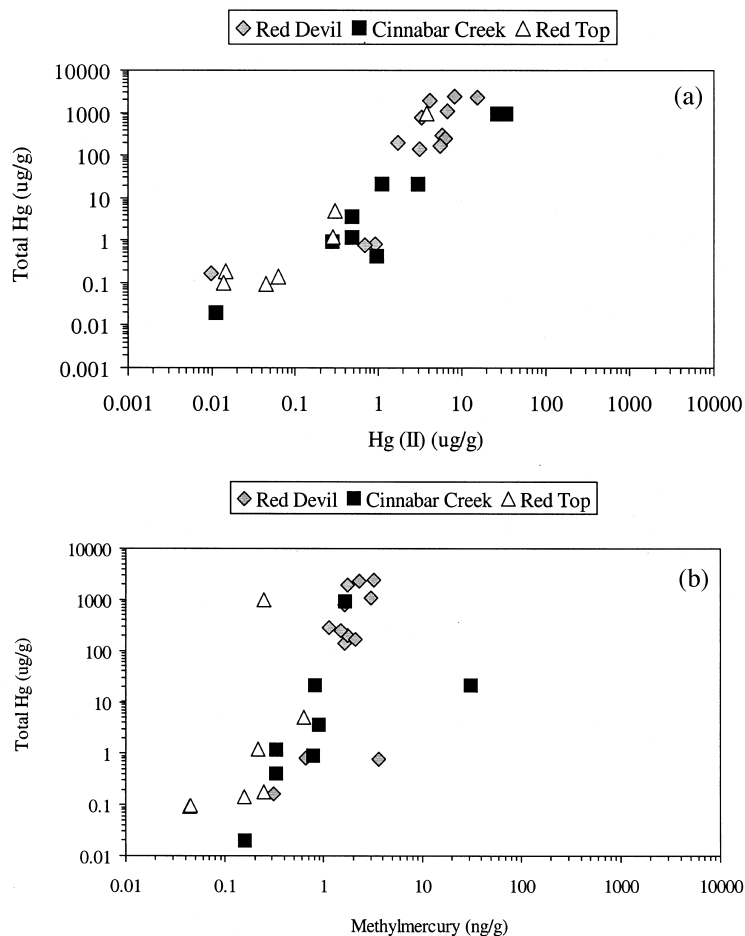 Red Devil Cinnabar Creek Red Top
(a)
10000
1000
100
10
1
0.1
0.01
0.001
Total Hg (ug/g)
0.001 0.01 0.1 1 10 100 1000 10000
Hg (II) (ug/g)
Red Devil Cinnabar Creek Red Top
(b)
10000
1000
100
10
1
0.1
0.01
Total Hg (ug/g)
0.01 0.1 1 10 100 1000 10000
Methylmercury (ng/g)